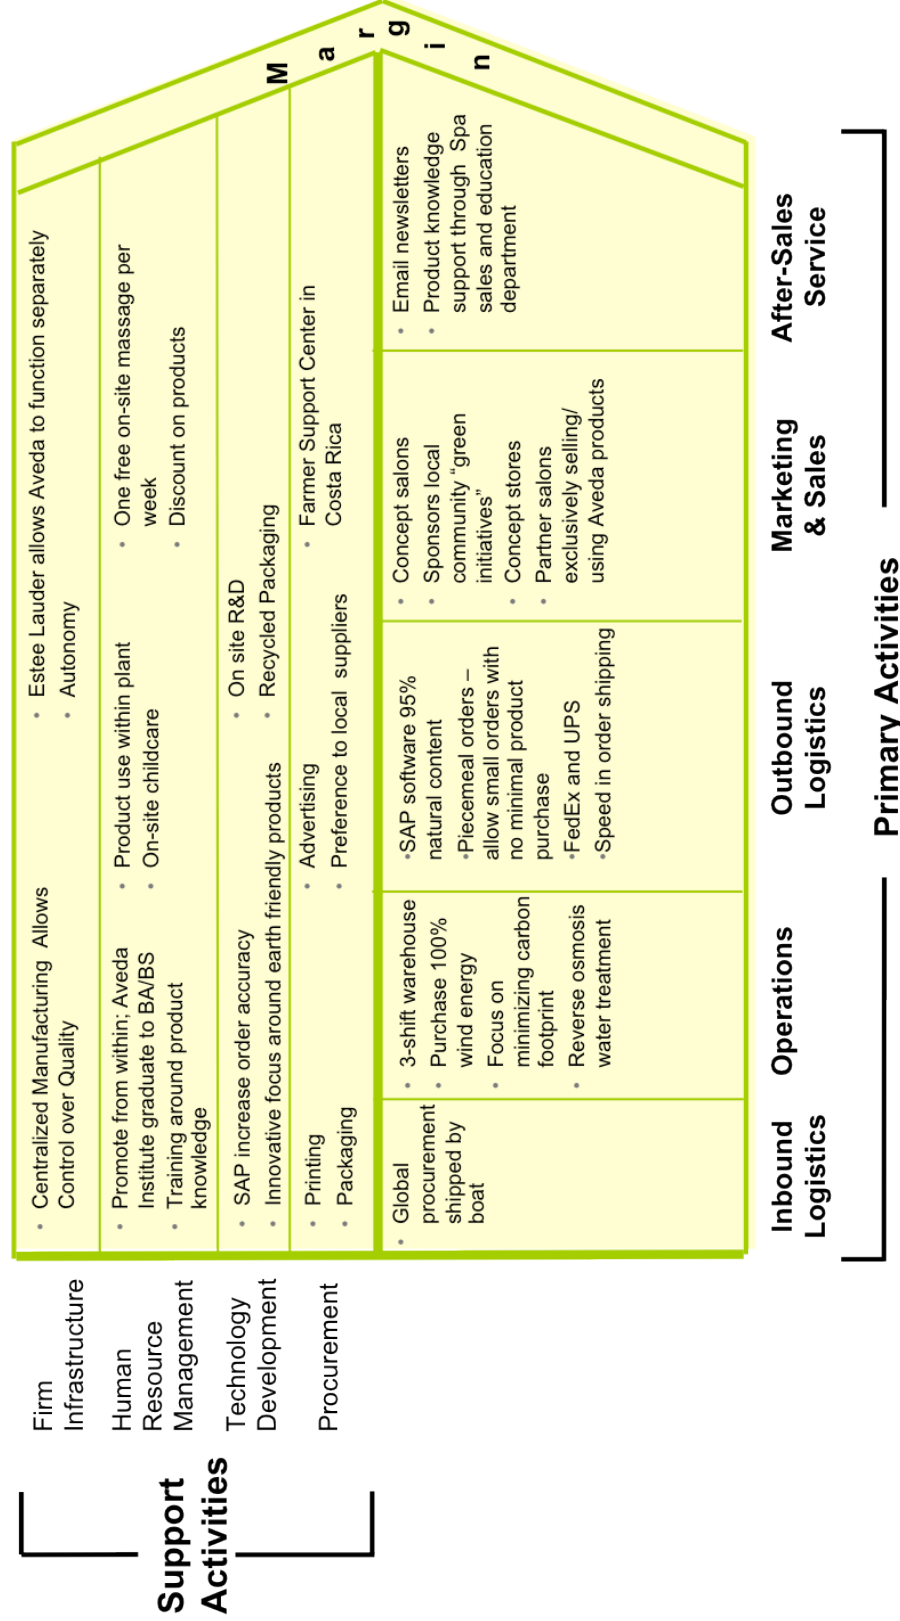 Support
Activities
Firm
Infrastructure
• Centralized Manufacturing Allows
Control over Quality
• Estee Lauder allows Aveda to function separately
• Autonomy
Human
Resource
Management
• Promote from within; Aveda
Institute graduate to BA/BS
• Training around product
knowledge
• Product use within plant
• On-site childcare
• One free on-site massage per
week
• Discount on products
Technology
Development
• SAP increase order accuracy
• Innovative focus around earth friendly products
• On site R&D
• Recycled Packaging
Procurement
• Printing
• Packaging
• Advertising
• Preference to local suppliers
• Farmer Support Center in
Costa Rica
Margin
• Global
procurement
shipped by
boat
• 3-shift warehouse
• Purchase 100%
wind energy
• Focus on
minimizing carbon
footprint
• Reverse osmosis
water treatment
•SAP software 95%
natural content
•Piecemeal orders –
allow small orders with
no minimal product
purchase
•FedEx and UPS
•Speed in order shipping
• Concept salons
• Sponsors local
community “green
initiatives”
• Concept stores
• Partner salons
exclusively selling/
using Aveda products
• Email newsletters
• Product knowledge
support through Spa
sales and education
department
Inbound
Logistics
Operations
Outbound
Logistics
Marketing
& Sales
After-Sales
Service
Primary Activities